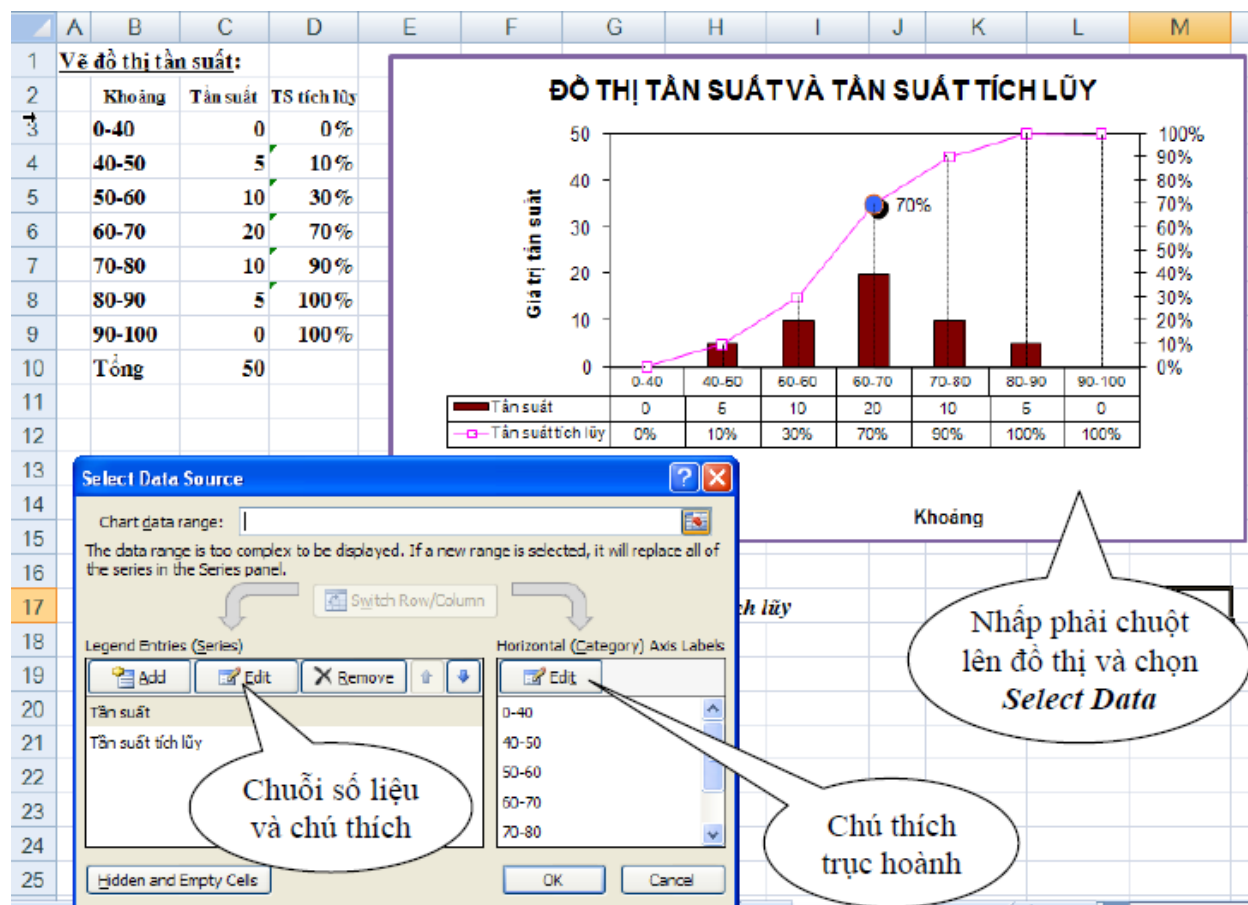 A B C D E F G H I J K L M
1 Vẽ đồ thị tần suất:
2 Khoảng Tần suất TS tích lũy
3 0-40 0 0%
4 40-50 5 10%
5 50-60 10 30%
6 60-70 20 70%
7 70-80 10 90%
8 80-90 5 100%
9 90-100 0 100%
10 Tổng 50
11
12
13
14
15
16
17
18
19
20
21
22
23
24
25
ĐỒ THỊ TẦN SUẤT VÀ TẦN SUẤT TÍCH LŨY
Giá trị tần suất
50
40
30
20
10
0
100%
90%
80%
70%
60%
50%
40%
30%
20%
10%
0%
70%
0-40 40-50 50-60 60-70 70-80 80-90 90-100
Tần suất 0 5 10 20 10 5 0
Tần suất tích lũy 0% 10% 30% 70% 90% 100% 100%
Khoảng
ch lũy
Nhấp phải chuột
lên đồ thị và chọn
Select Data
Select Data Source
Chart data range:
The data range is too complex to be displayed. If a new range is selected, it will replace all of
the series in the Series panel.
Switch Row/Column
Legend Entries (Series)
Add Edit Remove
Tần suất
Tần suất tích lũy
Horizontal (Category) Axis Labels
Edit
0-40
40-50
50-60
60-70
70-80
Chuỗi số liệu
và chú thích
Chú thích
trục hoành
Hidden and Empty Cells
OK Cancel